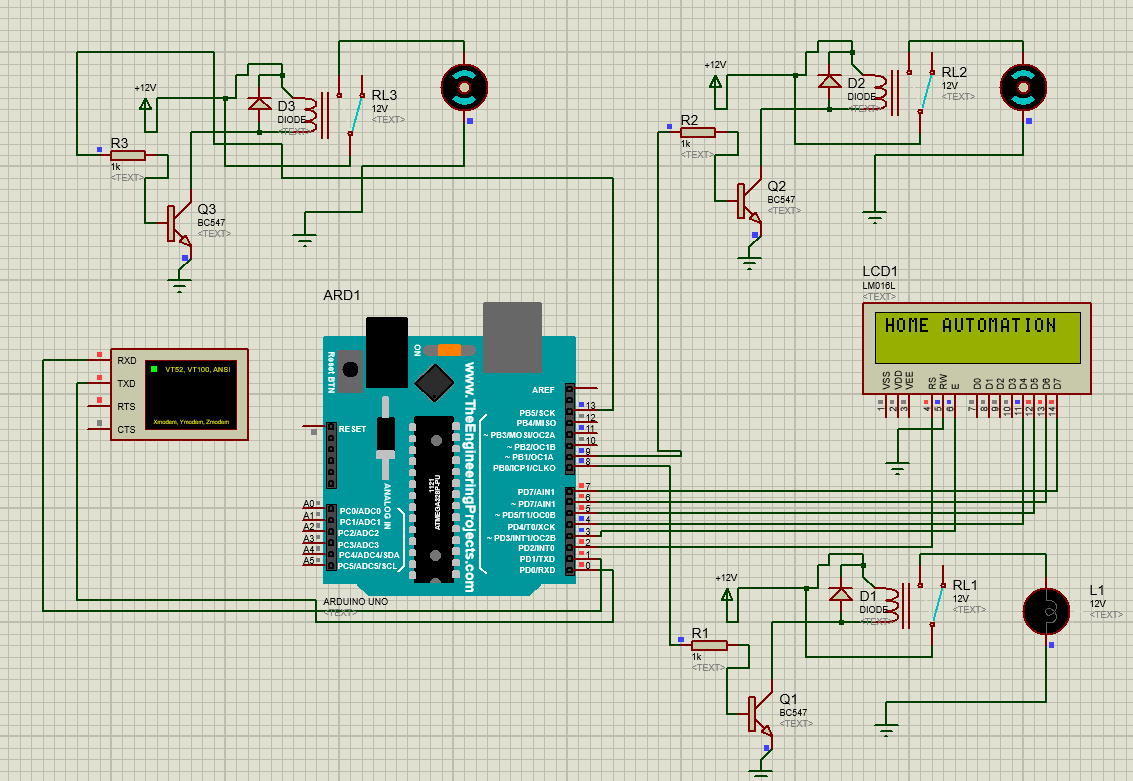 +12V
D3
DIODE
<TEXT>
RL3
12V
<TEXT>
R3
1k
<TEXT>
Q3
BC547
<TEXT>
+12V
D2
DIODE
<TEXT>
RL2
12V
<TEXT>
R2
1k
<TEXT>
Q2
BC547
<TEXT>
LCD1
LM016L
<TEXT>
HOME AUTOMATION
VSS
VDD
VEE
RS
RW
E
D0
D1
D2
D3
D4
D5
D6
D7
1
2
3
4
5
6
7
8
9
10
11
12
13
14
RXD
TXD
RTS
CTS
VT52, VT100, ANSI
Xmodem, Ymodem, Zmodem
ARD1
Reset BTN
ON
www.TheEngineeringProjects.com
RESET
ANALOG IN
1121
ATMEGA328P-PU
A0
A1
A2
A3
A4
A5
PC0/ADC0
PC1/ADC1
PC2/ADC2
PC3/ADC3
PC4/ADC4/SDA
PC5/ADC5/SCL
AREF
PB5/SCK
PB4/MISO
~ PB3/MOSI/OC2A
~ PB2/OC1B
~ PB1/OC1A
PB0/ICP1/CLKO
13
12
11
10
9
8
PD7/AIN1
~ PD7/AIN1
~ PD5/T1/OC0B
PD4/T0/XCK
~ PD3/INT1/OC2B
PD2/INT0
PD1/TXD
PD0/RXD
7
6
5
4
3
2
1
0
ARDUINO UNO
<TEXT>
+12V
D1
DIODE
<TEXT>
RL1
12V
<TEXT>
L1
12V
<TEXT>
R1
1k
<TEXT>
Q1
BC547
<TEXT>